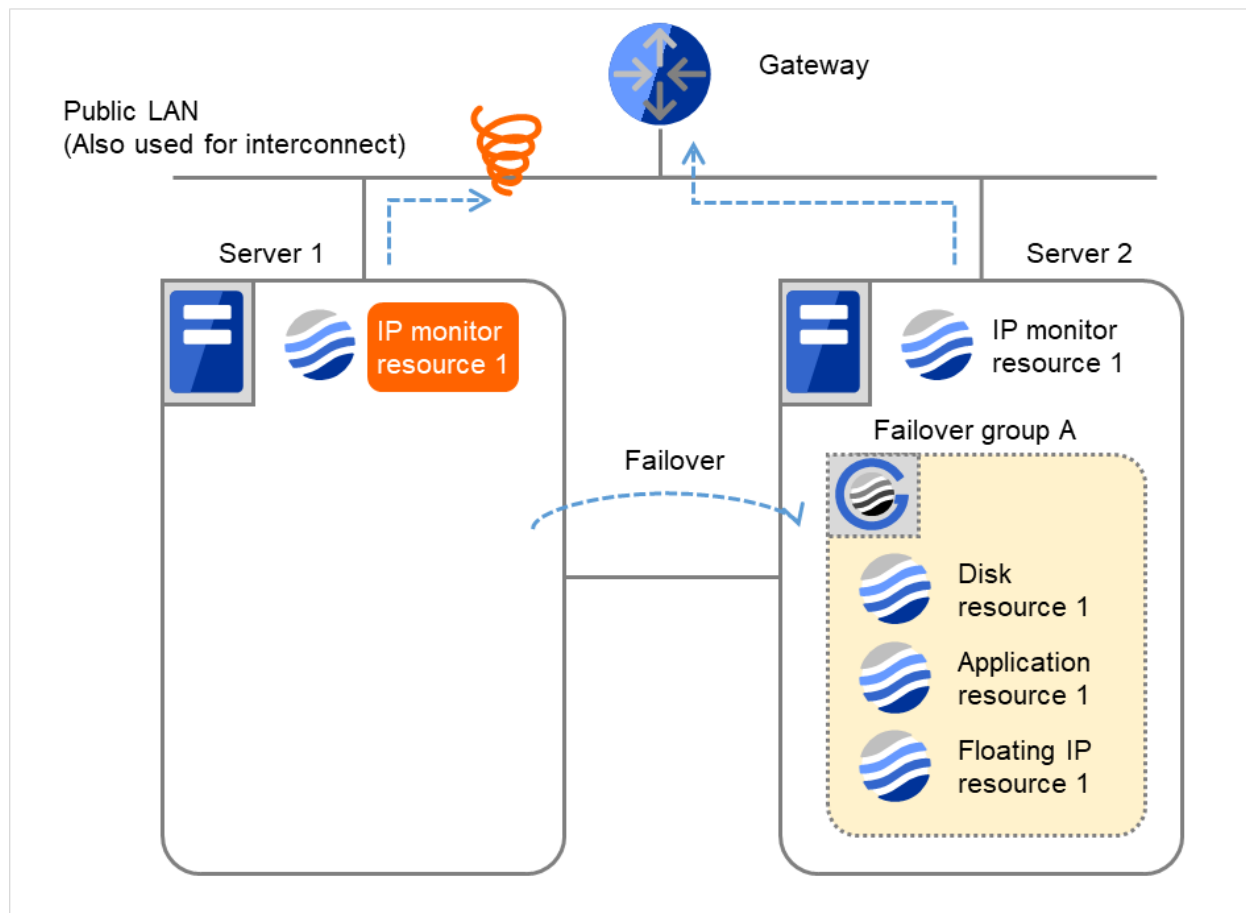 Gateway
Public LAN
(Also used for interconnect)
Server 1
Server 2
IP monitor
resource 1
IP monitor
resource 1
Failover group A
Failover
Disk
resource 1
Application
resource 1
Floating IP
resource 1